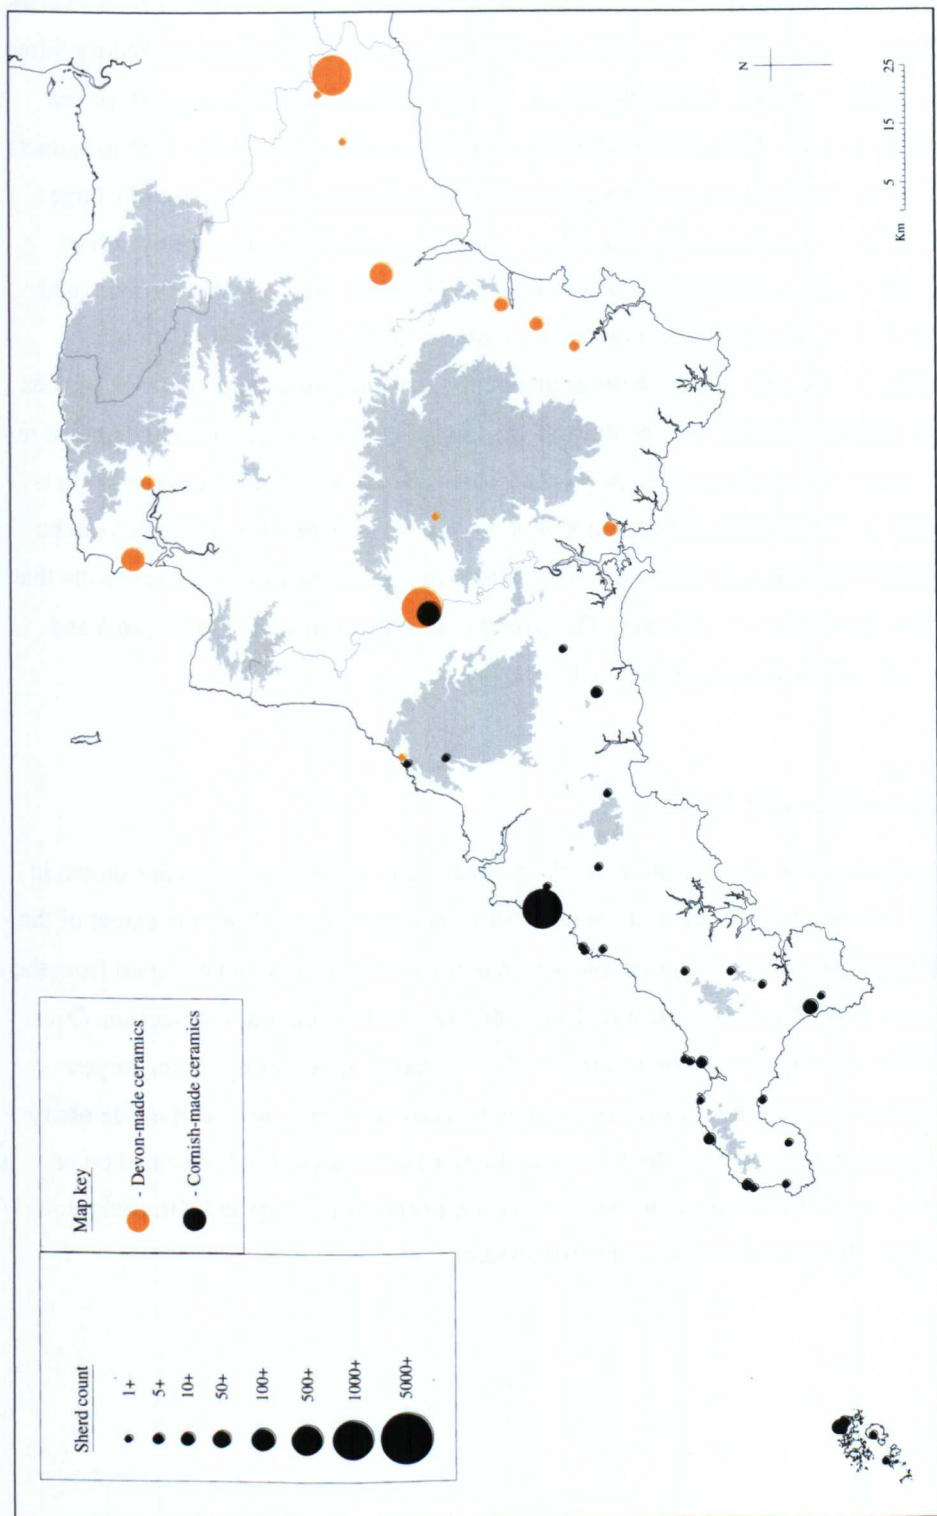 Map key
- Devon-made ceramics
- Cornish-made ceramics
Sherd count
1+
5+
10+
50+
100+
500+
1000+
5000+
N
Km 5 15 25